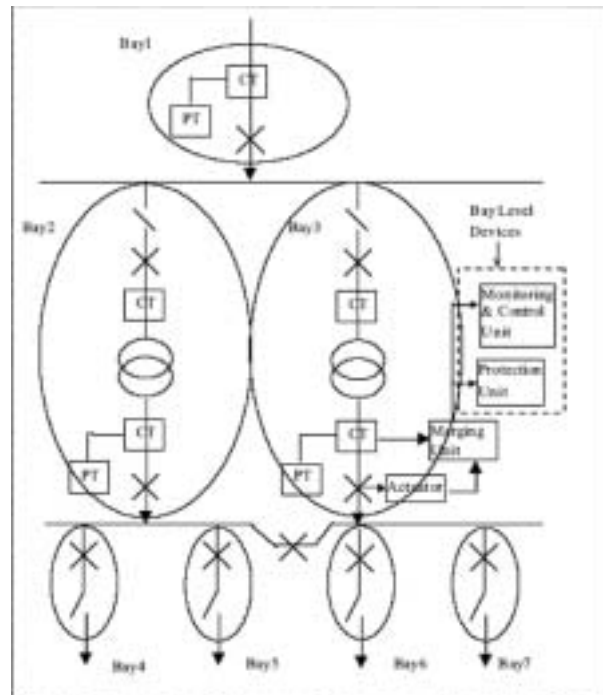 Bay1
CT
PT
Bay2
Bay3
Bay Level
Devices
CT
CT
Monitoring
& Control
Unit
Protection
Unit
CT
CT
Merging
Unit
PT
PT
Actuator
Bay4
Bay5
Bay6
Bay7